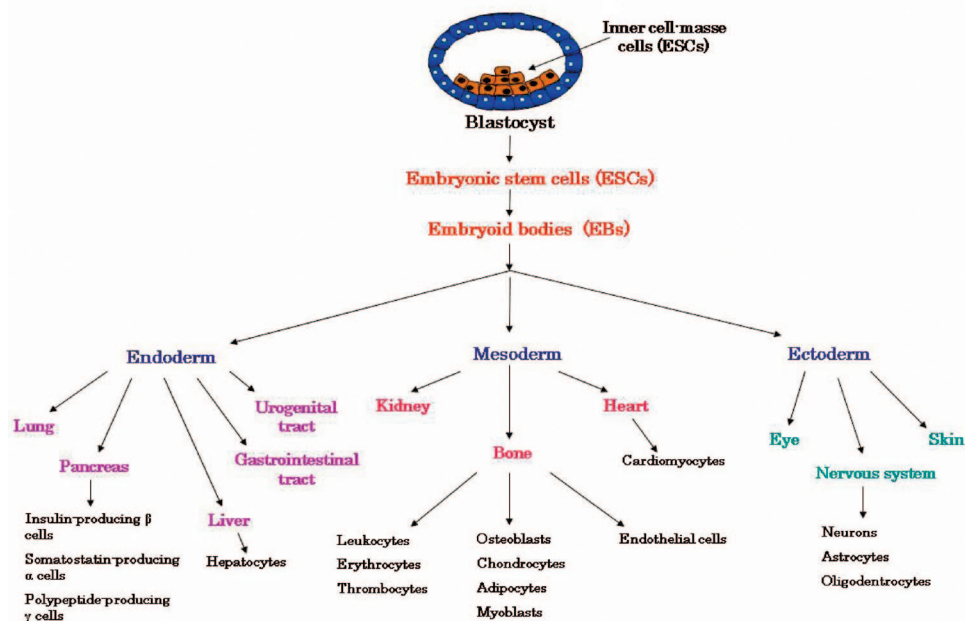 Inner cell-masse
cells (ESCs)
Blastocyst
Embryonic stem cells (ESCs)
Embryoid bodies (EBs)
Endoderm
Mesoderm
Ectoderm
Lung
Pancreas
Liver
Gastrointestinal
tract
Urogenital
tract
Kidney
Bone
Heart
Eye
Nervous system
Skin
Insulin-producing β
cells
Somatostatin-producing
α cells
Polypeptide-producing
γ cells
Hepatocytes
Leukocytes
Erythrocytes
Thrombocytes
Osteoblasts
Chondrocytes
Adipocytes
Myoblasts
Endothelial cells
Cardiomyocytes
Neurons
Astrocytes
Oligodentrocytes